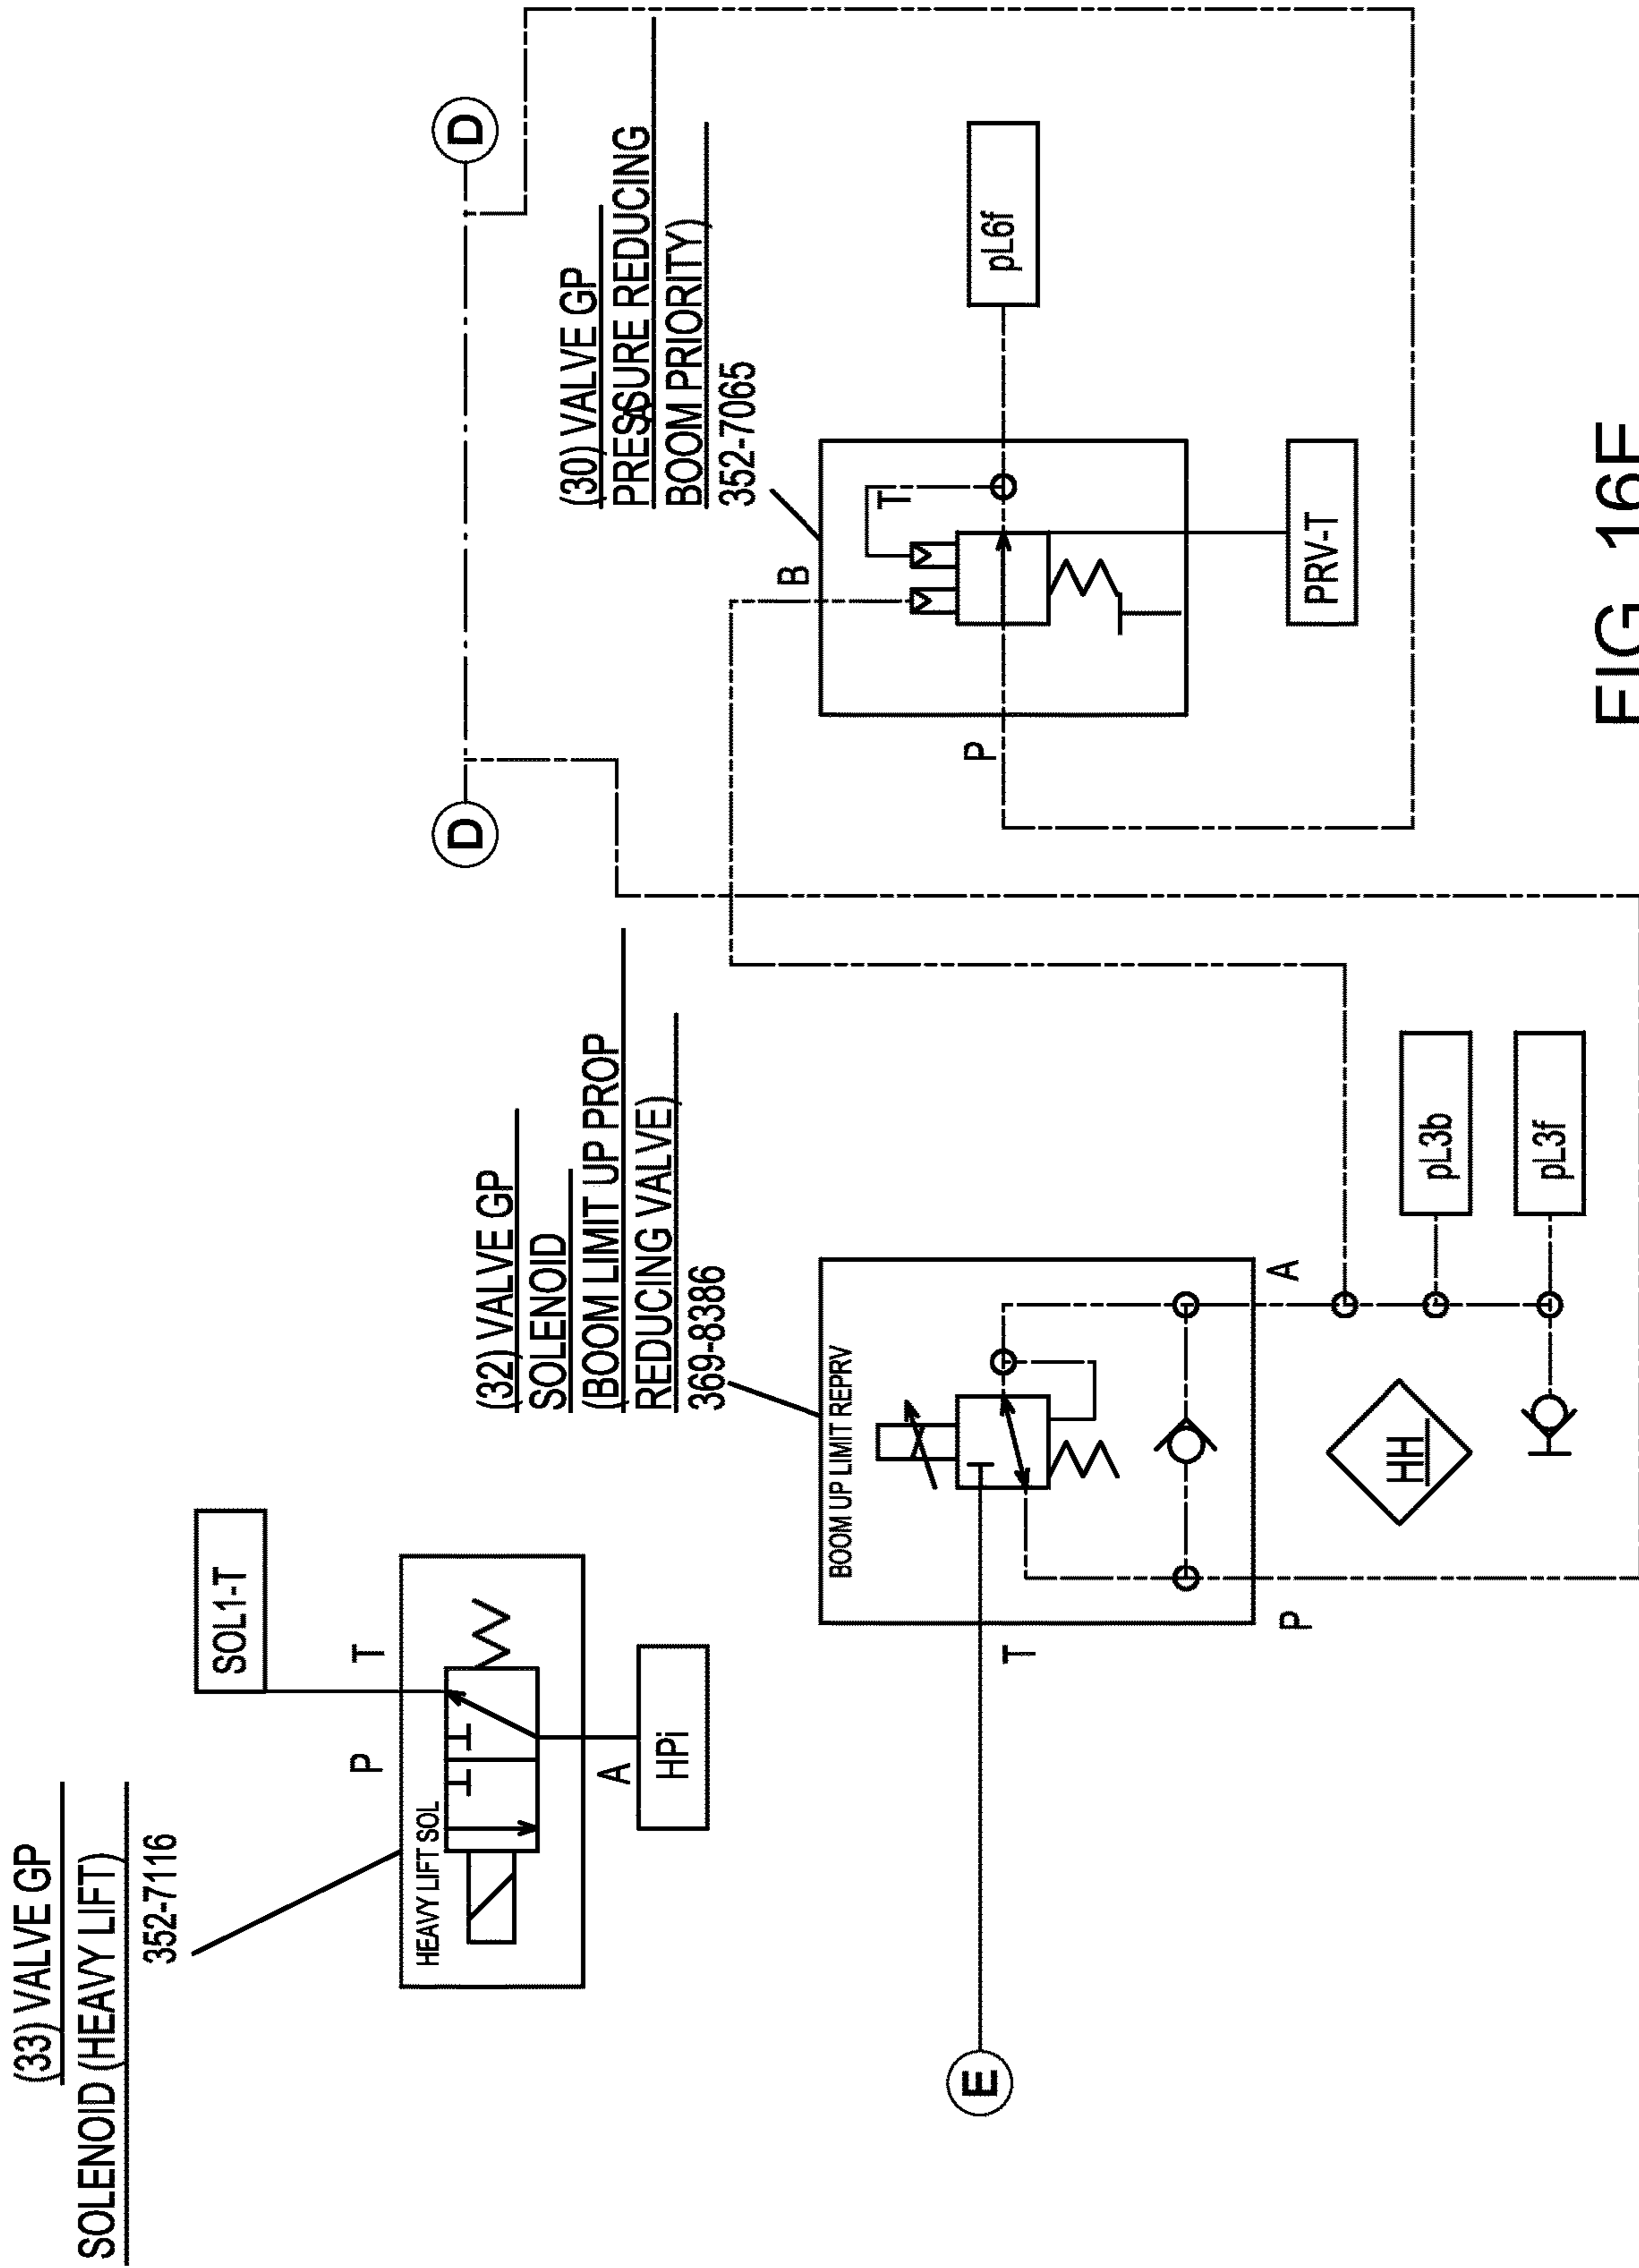 (33) VALVE GP
SOLENOID (HEAVY LIFT)
352-7116
SOL1-T
P
T
HEAVY LIFT SOL
A
HPi
D
D
(32) VALVE GP
SOLENOID
(BOOM LIMIT UP PROP
REDUCING VALVE)
369-8386
(30) VALVE GP
PRESSURE REDUCING
A
BOOM PRIORITY)
352-7065
BOOM UP LIMIT REPRV
B
T
E
T
P
pL6f
P
A
PRV-T
HH
pL3b
pL3f
FIG